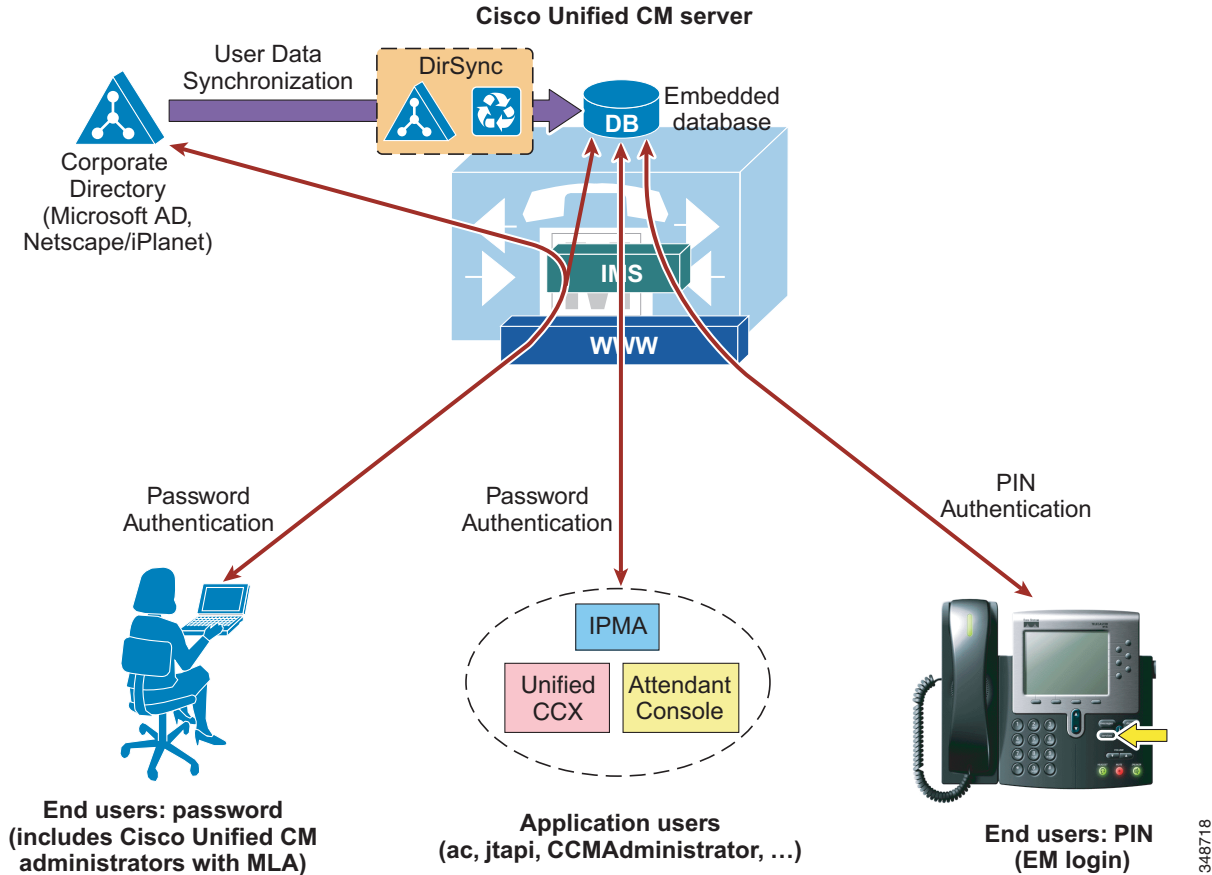 Cisco Unified CM server
User Data
Synchronization
DirSync
DB
Embedded
database
Corporate
Directory
(Microsoft AD,
Netscape/iPlanet)
IMS
WWW
Password
Authentication
Password
Authentication
PIN
Authentication
IPMA
Unified
CCX
Attendant
Console
End users: password
(includes Cisco Unified CM
administrators with MLA)
Application users
(ac, jtapi, CCMAdministrator, …)
End users: PIN
(EM login)
348718